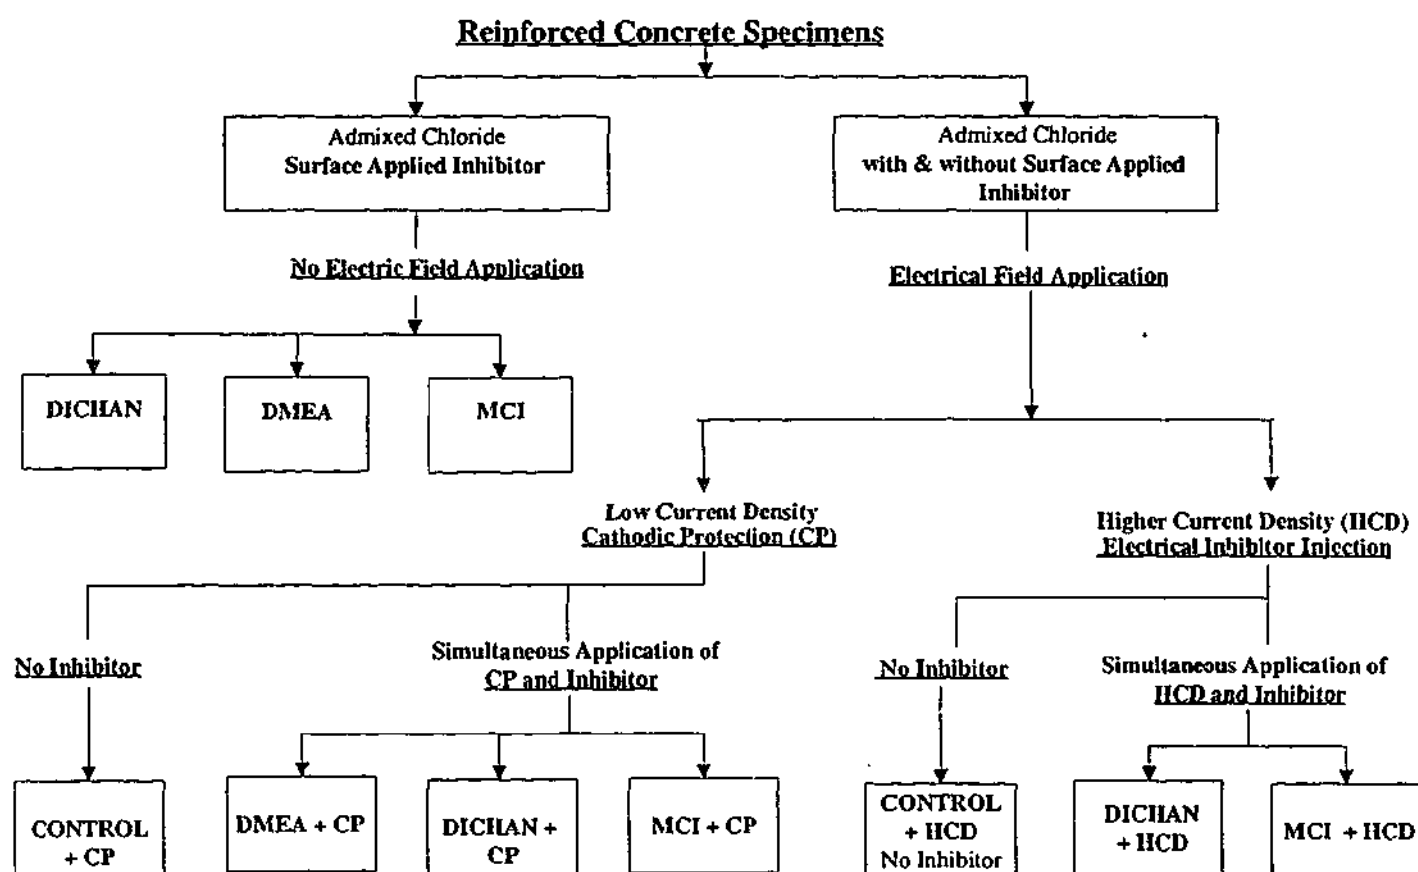 Reinforced Concrete Specimens
Admixed Chloride
Surface Applied Inhibitor
Admixed Chloride
with & without Surface Applied
Inhibitor
No Electric Field Application
Electrical Field Application
DICHAN
DMEA
MCI
Low Current Density
Cathodic Protection (CP)
Higher Current Density (HCD)
Electrical Inhibitor Injection
No Inhibitor
Simultaneous Application of
CP and Inhibitor
No Inhibitor
Simultaneous Application of
HCD and Inhibitor
CONTROL
+ CP
DMEA + CP
DICHAN +
CP
MCI + CP
CONTROL
+ HCD
No Inhibitor
DICHAN
+ HCD
MCI + HCD